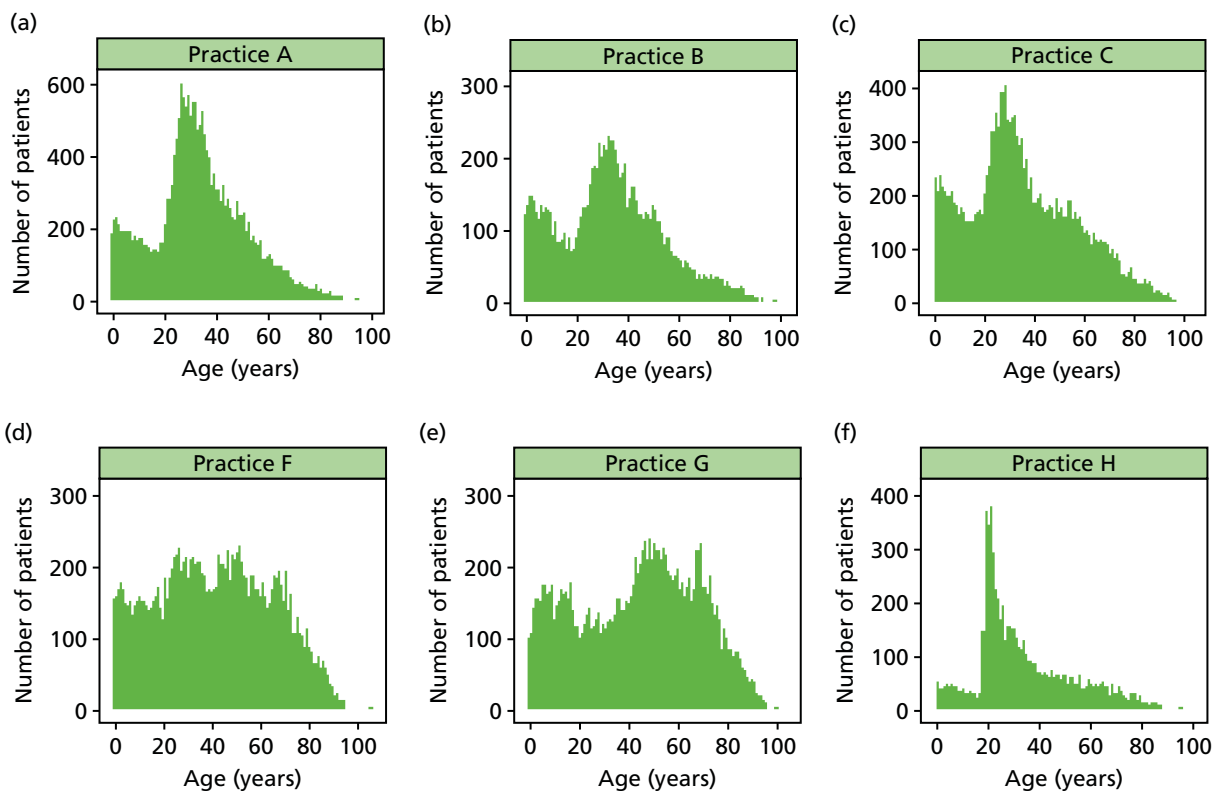 (a)
Practice A
Number of patients
600
400
200
0
0 20 40 60 80 100
Age (years)
(b)
Practice B
Number of patients
300
200
100
0
0 20 40 60 80 100
Age (years)
(c)
Practice C
Number of patients
400
300
200
100
0
0 20 40 60 80 100
Age (years)
(d)
Practice F
Number of patients
300
200
100
0
0 20 40 60 80 100
Age (years)
(e)
Practice G
Number of patients
300
200
100
0
0 20 40 60 80 100
Age (years)
(f)
Practice H
Number of patients
400
300
200
100
0
0 20 40 60 80 100
Age (years)